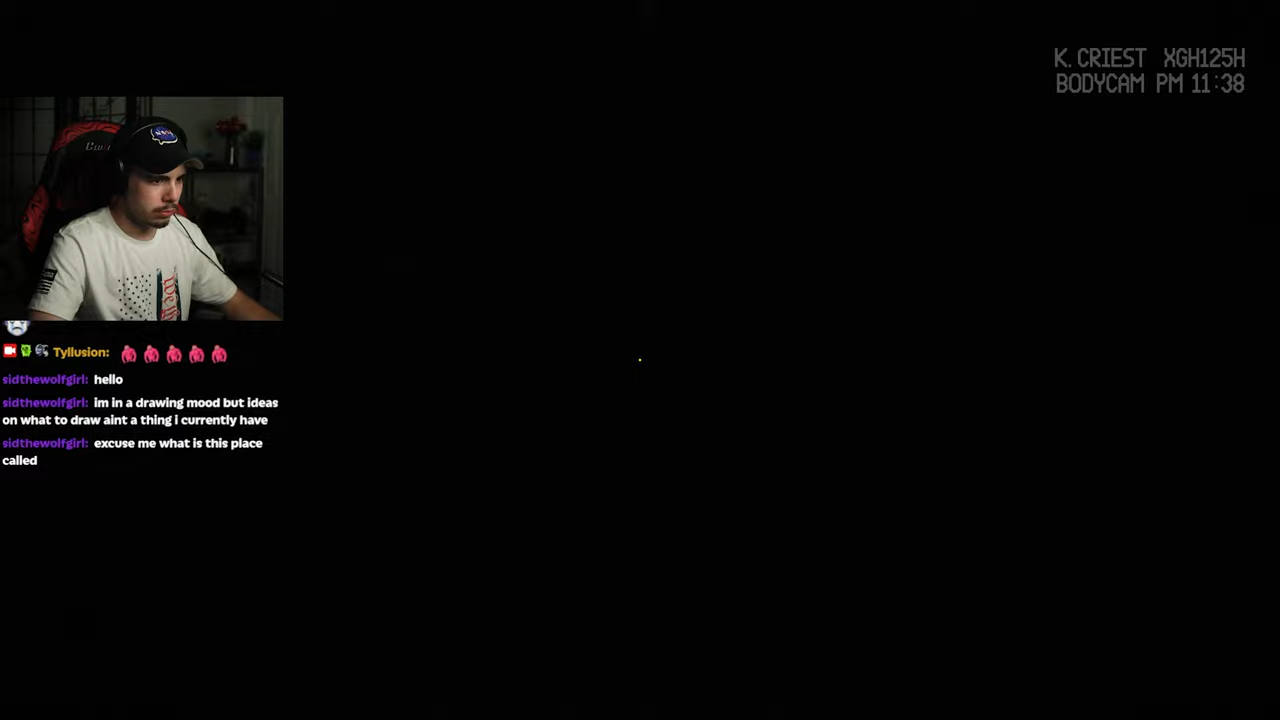 K. CRIEST XGH125H
BODYCAM PM 11:38
NASA
Tyllusion:
sidthewolfgirl: hello
sidthewolfgirl: im in a drawing mood but ideas
on what to draw aint a thing i currently have
sidthewolfgirl: excuse me what is this place
called